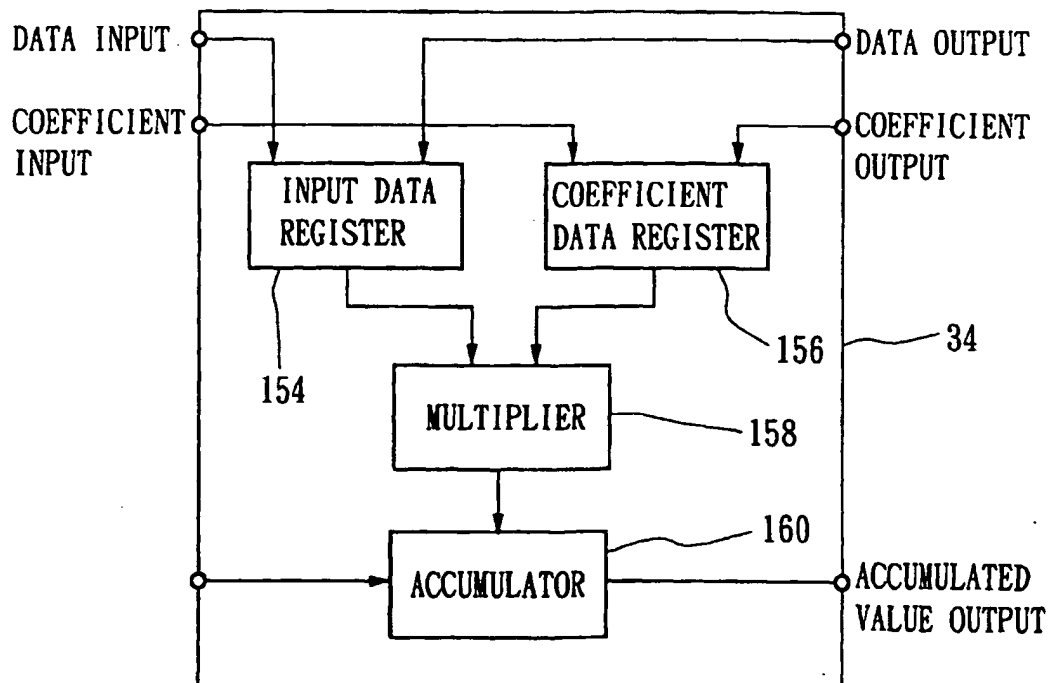 DATA INPUT
DATA OUTPUT
COEFFICIENT
INPUT
COEFFICIENT
OUTPUT
INPUT DATA
REGISTER
COEFFICIENT
DATA REGISTER
154
156
34
MULTIPLIER
158
160
ACCUMULATOR
ACCUMULATED
VALUE OUTPUT